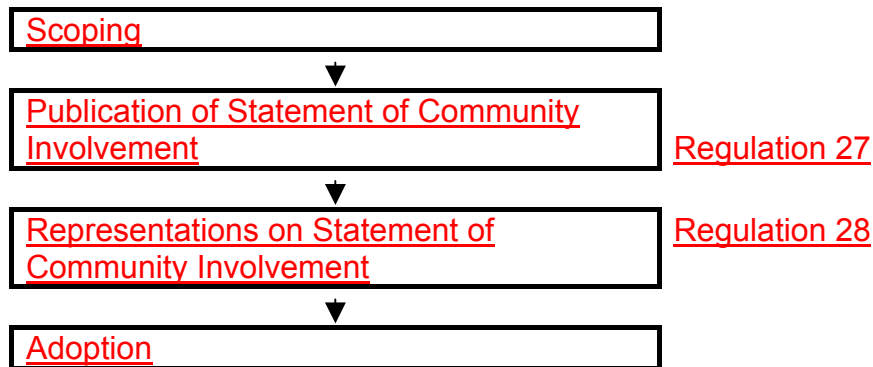 Scoping
Publication of Statement of Community
Involvement
Regulation 27
Representations on Statement of
Community Involvement
Regulation 28
Adoption